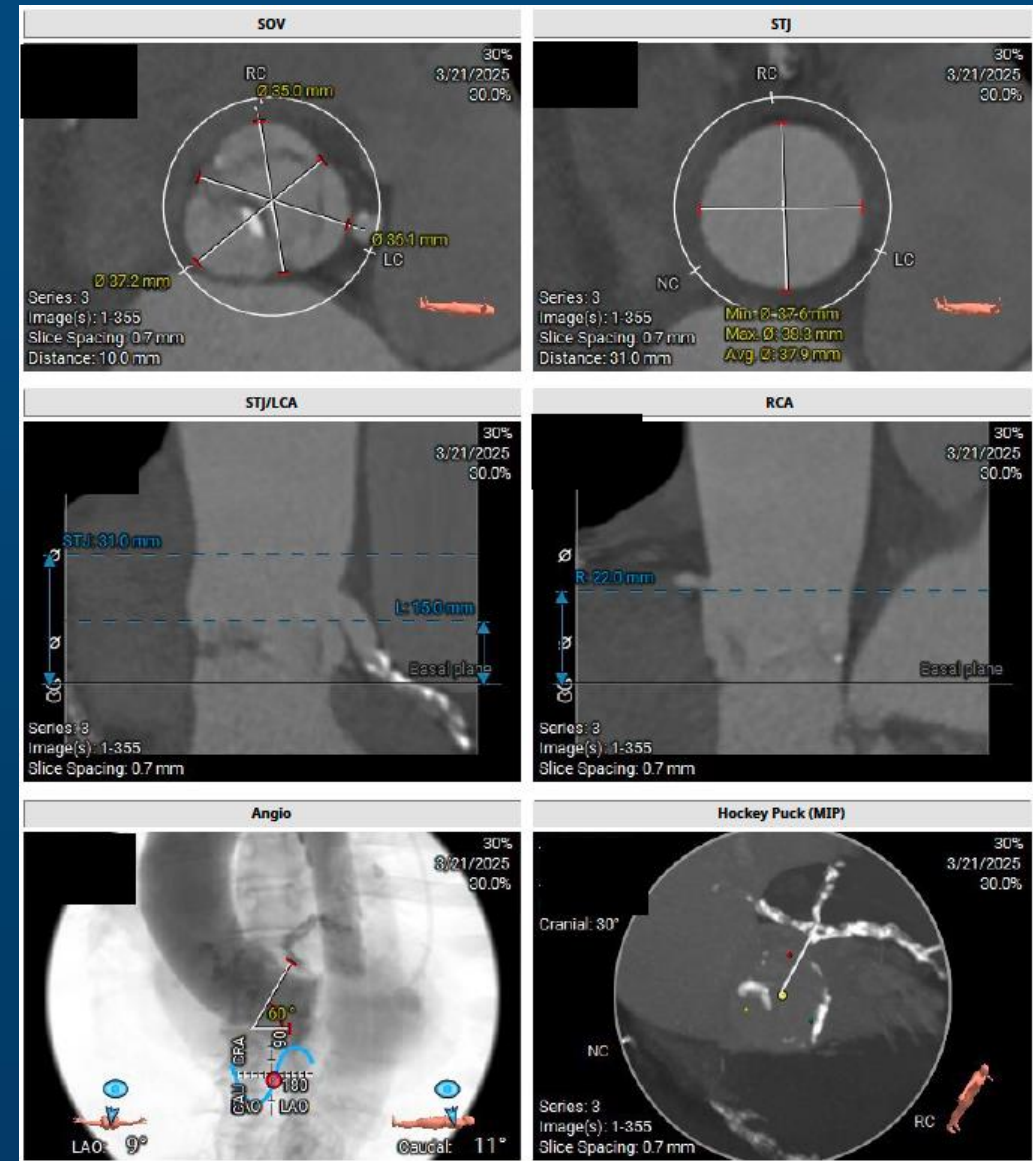 SOV
30%
3/21/2025
30.0%
RC
Ø 35.0 mm
Ø 36.1 mm
LC
Ø 37.2 mm
Series: 3
Image(s): 1-355
Slice Spacing: 0.7 mm
Distance: 10.0 mm
STJ
30%
3/21/2025
30.0%
RC
LC
NC
Series: 3
Image(s): 1-355
Slice Spacing: 0.7 mm
Distance: 31.0 mm
Min. Ø: 37.6 mm
Max. Ø: 38.3 mm
Avg. Ø: 37.9 mm
STJ/LCA
30%
3/21/2025
30.0%
STJ: 31.0 mm
Ø
L: 15.0 mm
Ø
Basal plane
Series: 3
Image(s): 1-355
Slice Spacing: 0.7 mm
RCA
30%
3/21/2025
30.0%
Ø
R: 22.0 mm
Ø
Basal plane
Series: 3
Image(s): 1-355
Slice Spacing: 0.7 mm
Angio
30%
3/21/2025
30.0%
60°
90
CRA
CAU
180
LAO
LAO: 9°
Caudal: 11°
Hockey Puck (MIP)
30%
3/21/2025
30.0%
Cranial: 30°
NC
RC
Series: 3
Image(s): 1-355
Slice Spacing: 0.7 mm